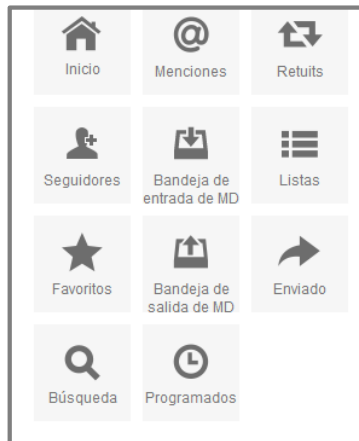 Inicio
Menciones
Retuits
Seguidores
Bandeja de
entrada de MD
Listas
Favoritos
Bandeja de
salida de MD
Enviado
Búsqueda
Programados